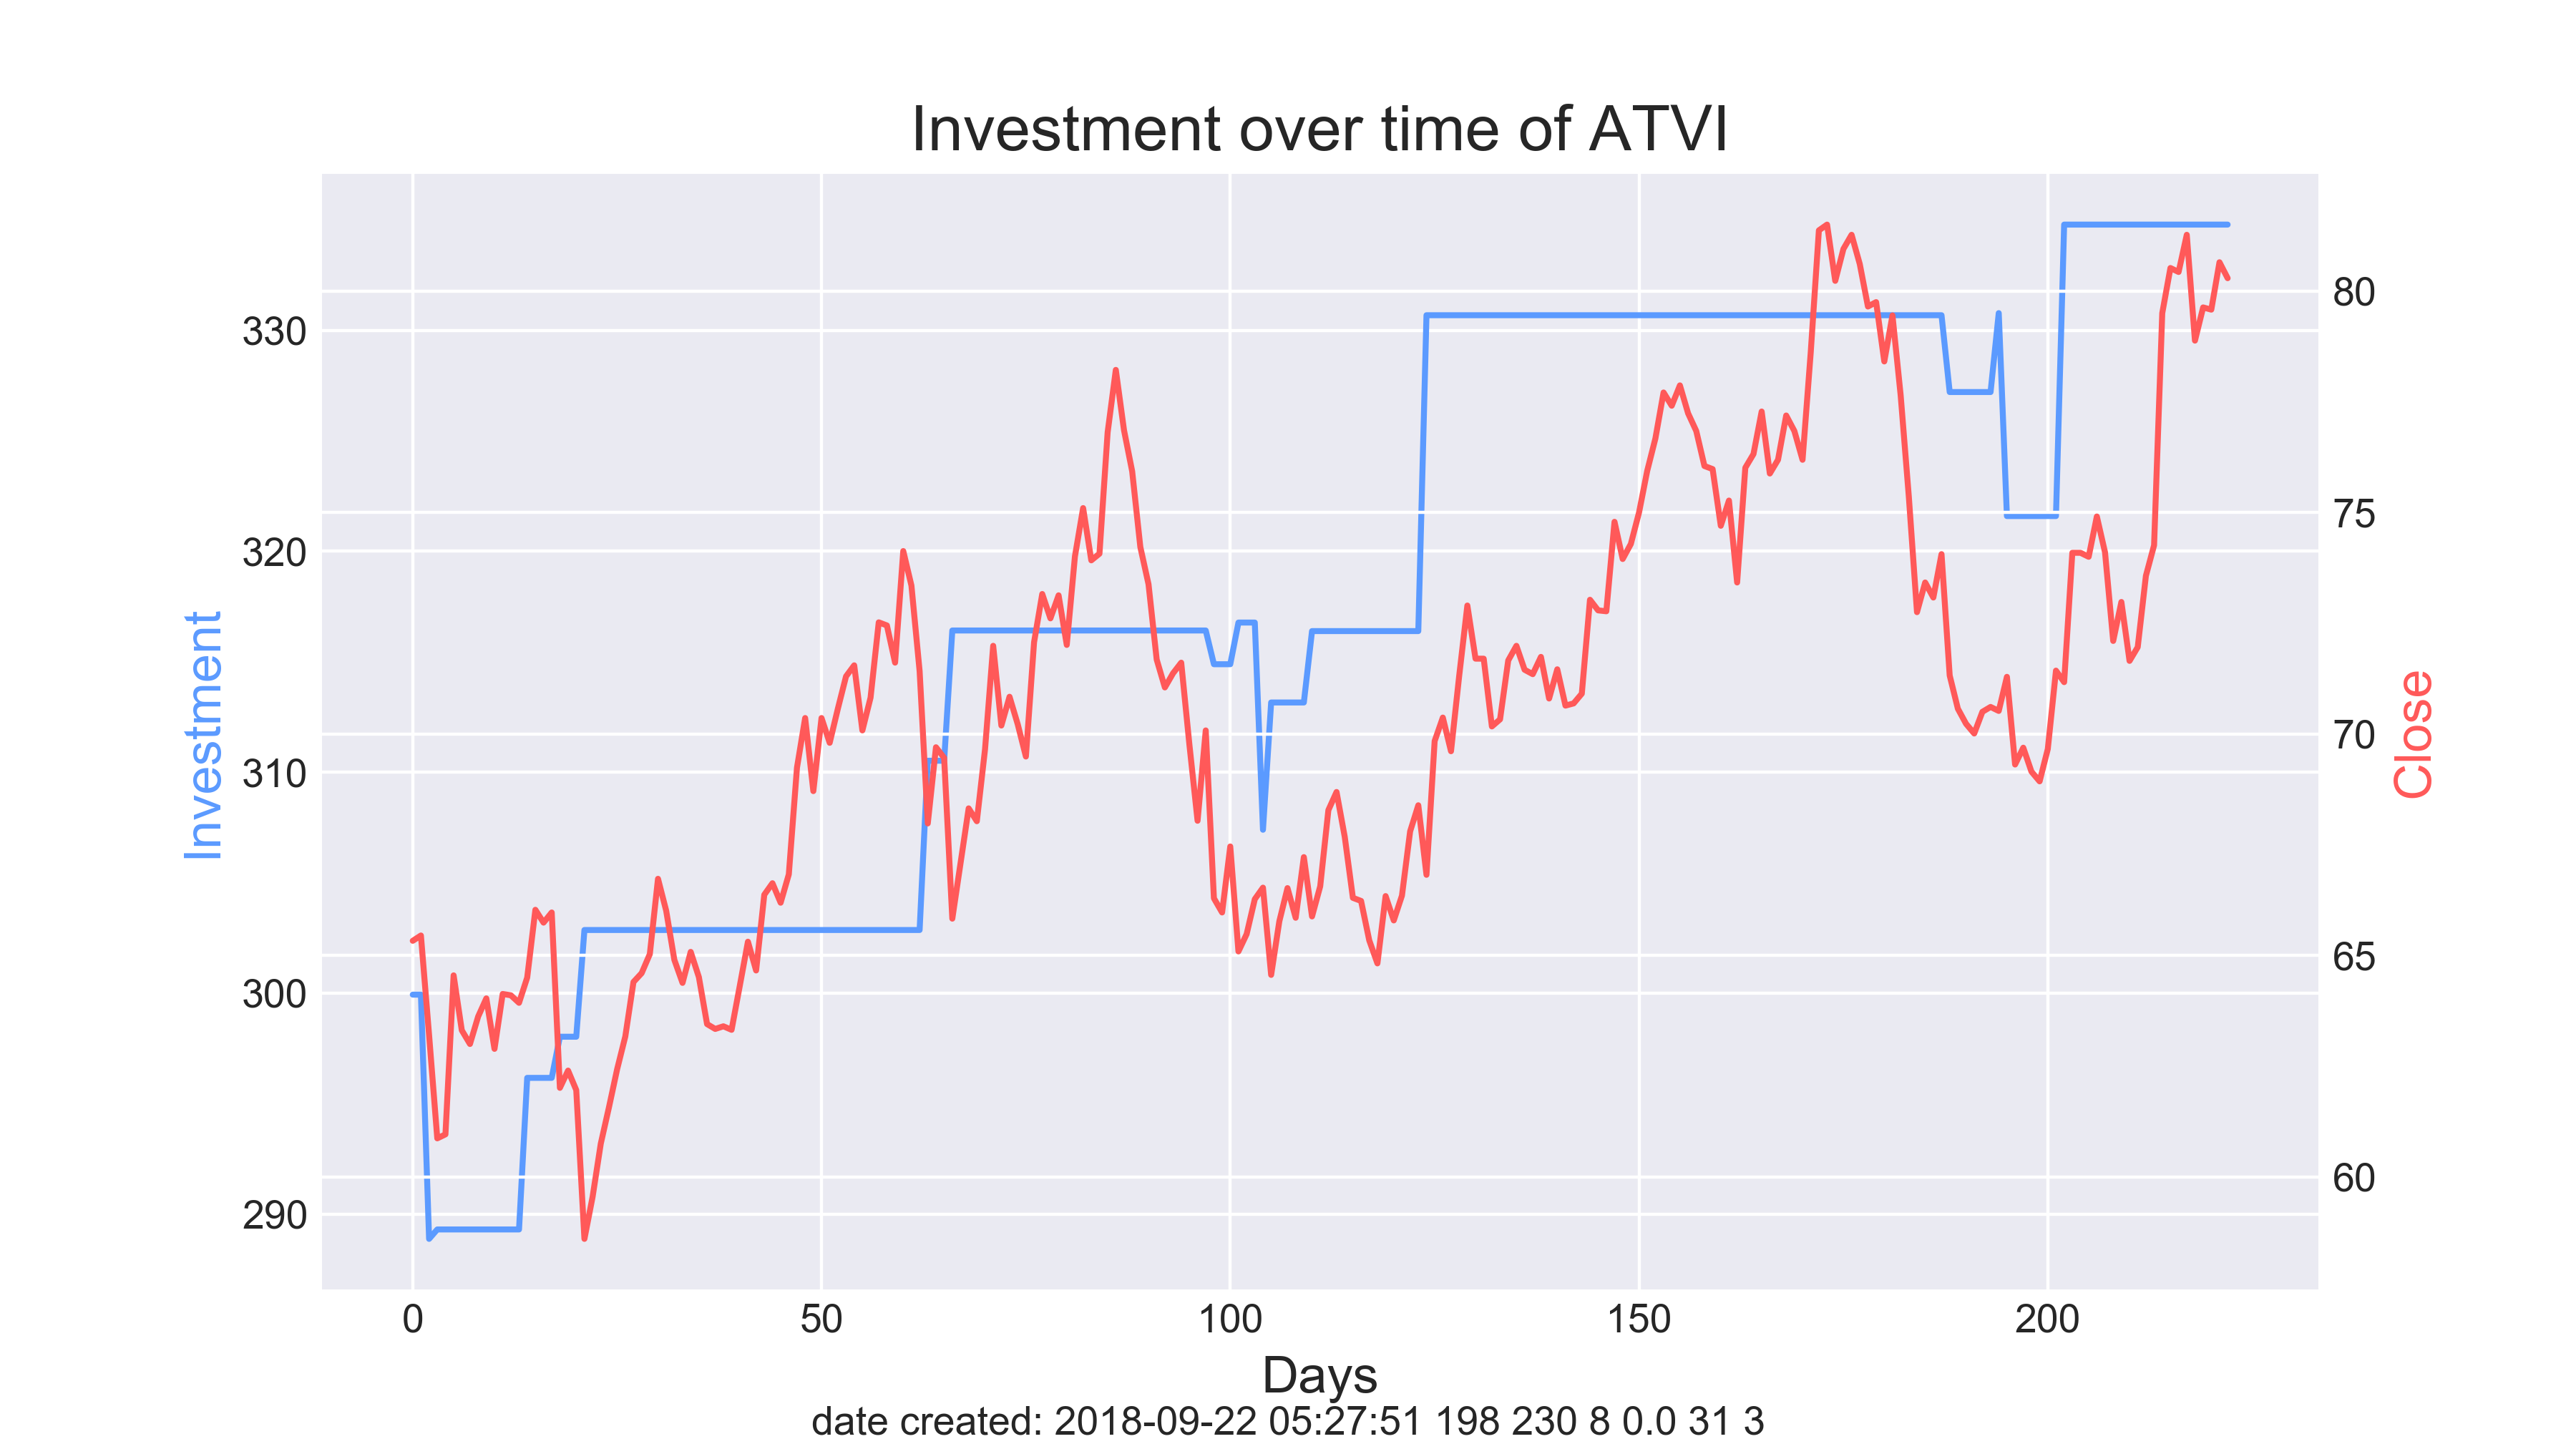 Investment over time of ATVI
Investment
330
320
310
300
290
80
75
70
65
60
Close
0 50 100 150 200
Days
date created: 2018-09-22 05:27:51 198 230 8 0.0 31 3